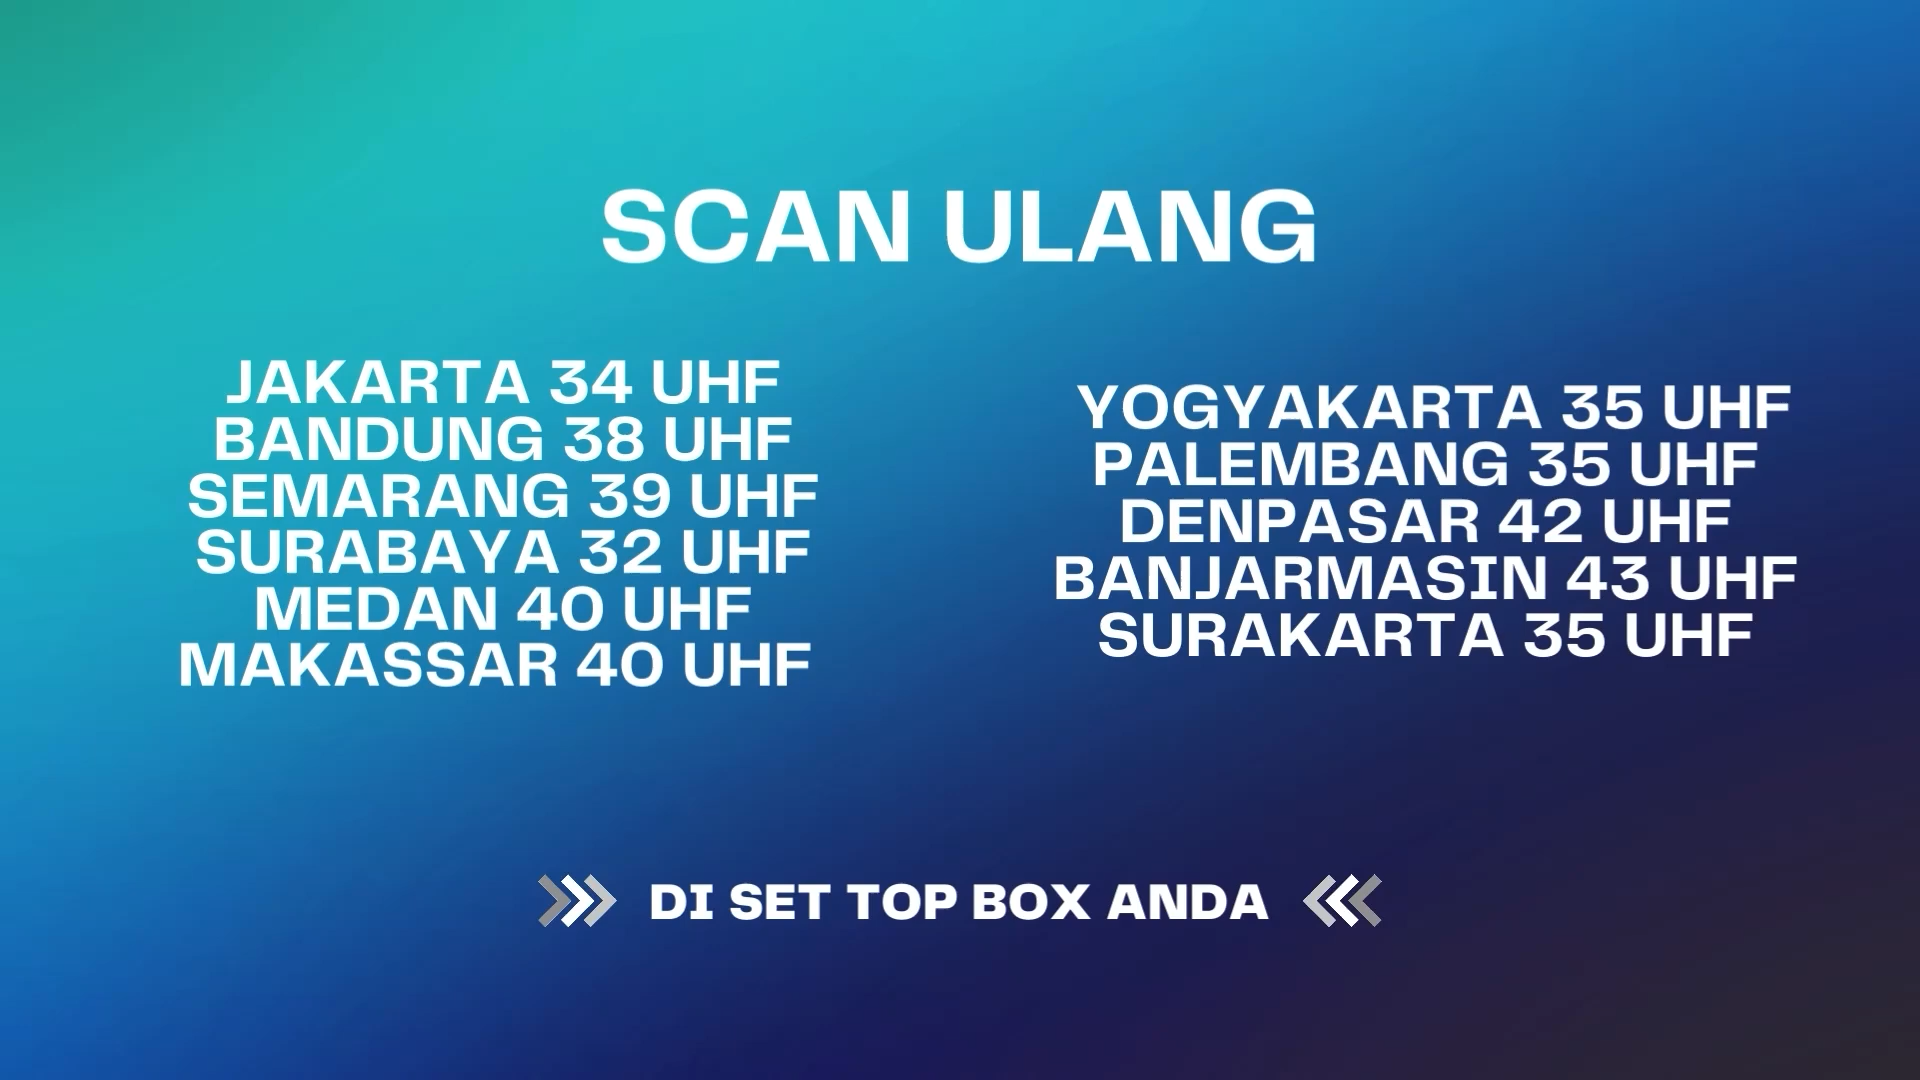 SCAN ULANG
JAKARTA 34 UHF
BANDUNG 38 UHF
SEMARANG 39 UHF
SURABAYA 32 UHF
MEDAN 40 UHF
MAKASSAR 40 UHF
YOGYAKARTA 35 UHF
PALEMBANG 35 UHF
DENPASAR 42 UHF
BANJARMASIN 43 UHF
SURAKARTA 35 UHF
DI SET TOP BOX ANDA